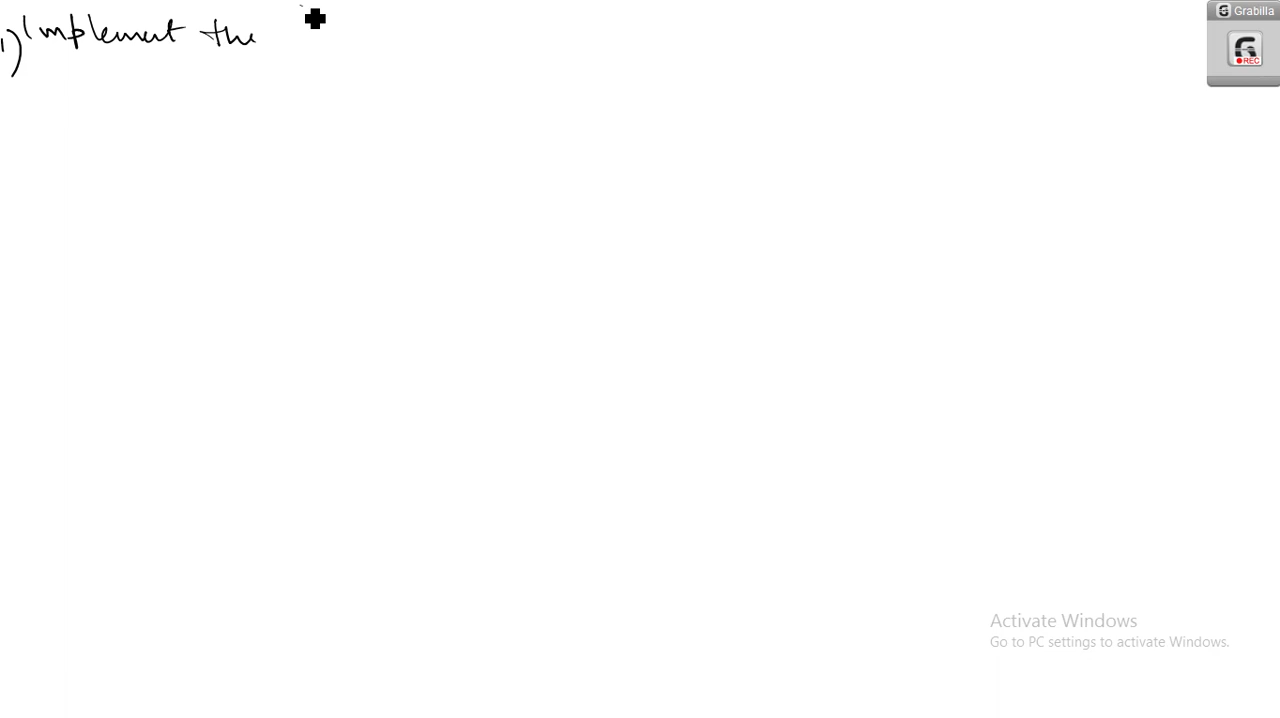 1) Implement the
Grabilla
REC
Activate Windows
Go to PC settings to activate Windows.